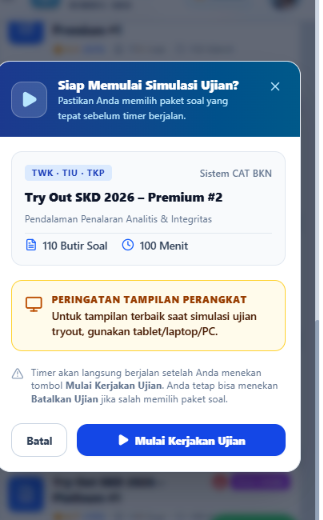 Siap Memulai Simulasi Ujian?
Pastikan Anda memilih paket soal yang
tepat sebelum timer berjalan.
TWK · TIU · TKP
Sistem CAT BKN
Try Out SKD 2026 – Premium #2
Pendalaman Penalaran Analitis & Integritas
110 Butir Soal
100 Menit
PERINGATAN TAMPILAN PERANGKAT
Untuk tampilan terbaik saat simulasi ujian
tryout, gunakan tablet/laptop/PC.
Timer akan langsung berjalan setelah Anda menekan
tombol Mulai Kerjakan Ujian. Anda tetap bisa menekan
Batalkan Ujian jika salah memilih paket soal.
Batal
Mulai Kerjakan Ujian